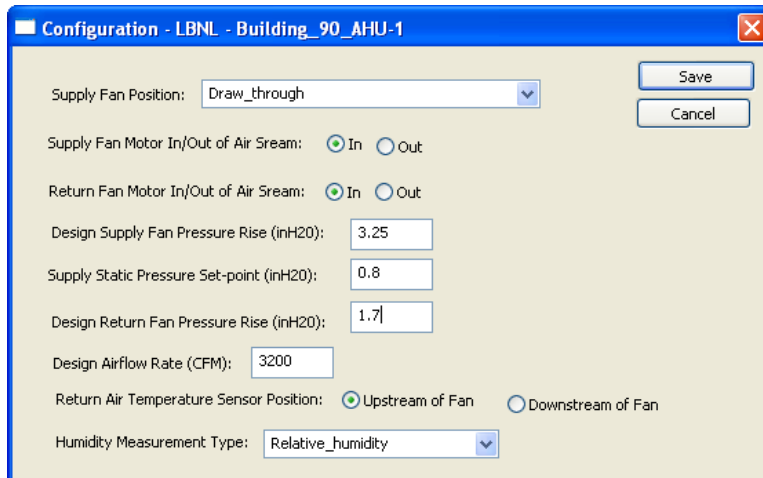 Configuration - LBNL - Building_90_AHU-1
Save
Supply Fan Position: Draw_through
Cancel
Supply Fan Motor In/Out of Air Sream: In Out
Return Fan Motor In/Out of Air Sream: In Out
Design Supply Fan Pressure Rise (inH20): 3.25
Supply Static Pressure Set-point (inH20): 0.8
Design Return Fan Pressure Rise (inH20): 1.7
Design Airflow Rate (CFM): 3200
Return Air Temperature Sensor Position: Upstream of Fan Downstream of Fan
Humidity Measurement Type: Relative_humidity